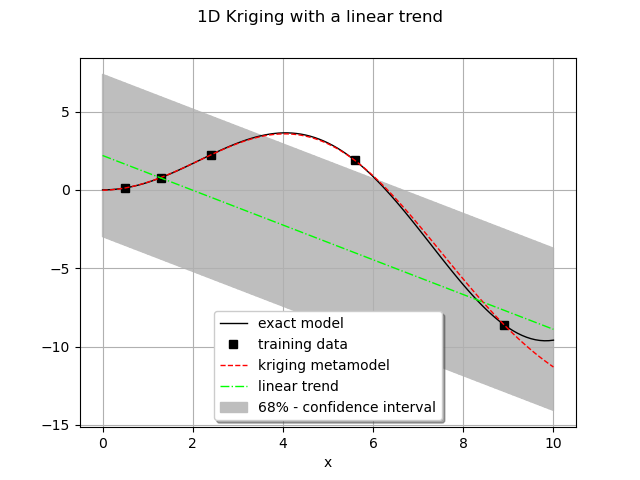 1D Kriging with a linear trend
5
0
−5
−10
−15
exact model
training data
kriging metamodel
linear trend
68% - confidence interval
0 2 4 6 8 10
x